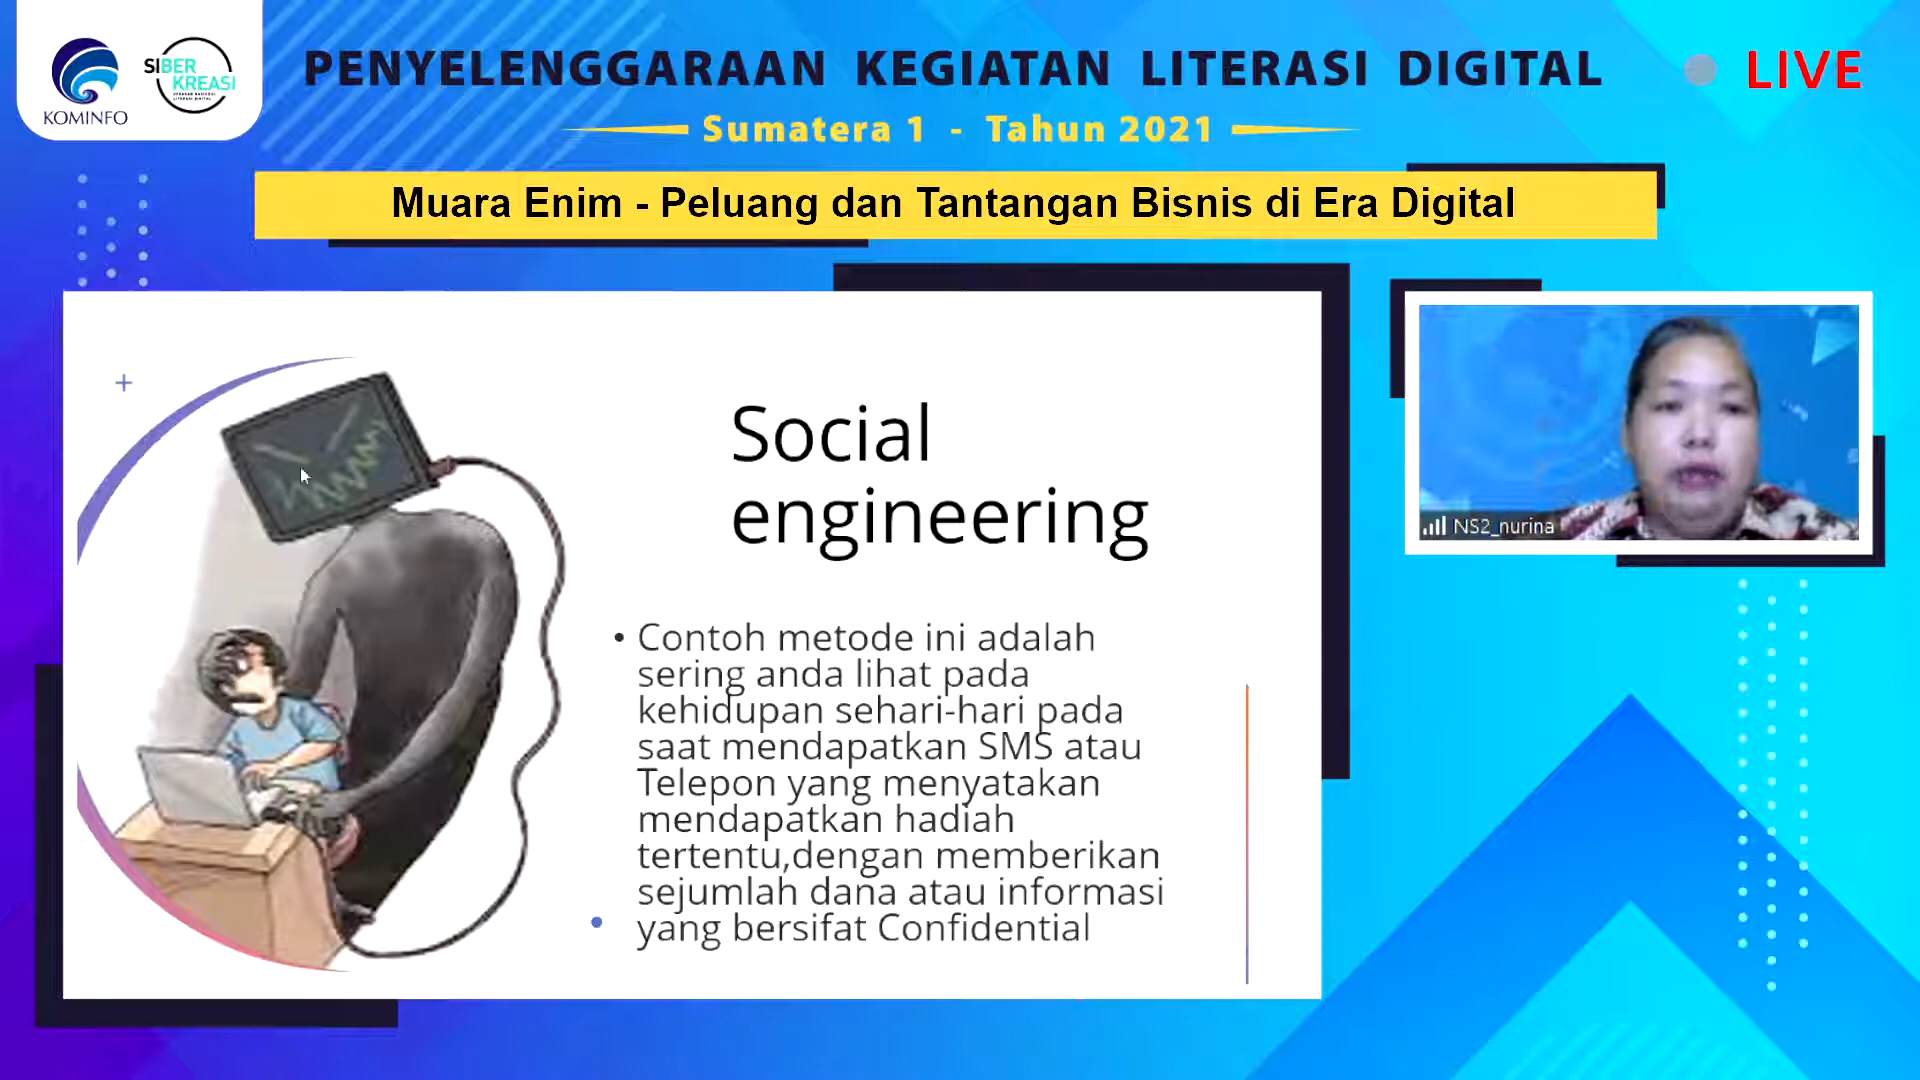 KOMINFO
SIBER
KREASI
PENYELENGGARAAN KEGIATAN LITERASI DIGITAL
LIVE
Sumatera 1 - Tahun 2021
Muara Enim - Peluang dan Tantangan Bisnis di Era Digital
Social
engineering
NS2_nurina
• Contoh metode ini adalah
sering anda lihat pada
kehidupan sehari-hari pada
saat mendapatkan SMS atau
Telepon yang menyatakan
mendapatkan hadiah
tertentu,dengan memberikan
sejumlah dana atau informasi
yang bersifat Confidential